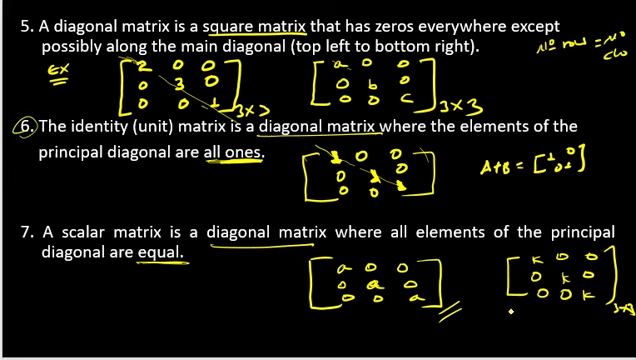 5. A diagonal matrix is a square matrix that has zeros everywhere except
possibly along the main diagonal (top left to bottom right).
Nº row = Nº
clo
Ex
2 0 0
0 3 0
0 0 1
3×3
a 0 0
0 b 0
0 0 c
3×3
6. The identity (unit) matrix is a diagonal matrix where the elements of the
principal diagonal are all ones.
1 0 0
0 1 0
0 0 1
A+B = [1 0
0 1]
7. A scalar matrix is a diagonal matrix where all elements of the principal
diagonal are equal.
a 0 0
0 a 0
0 0 a
K 0 0
0 K 0
0 0 K
3×3